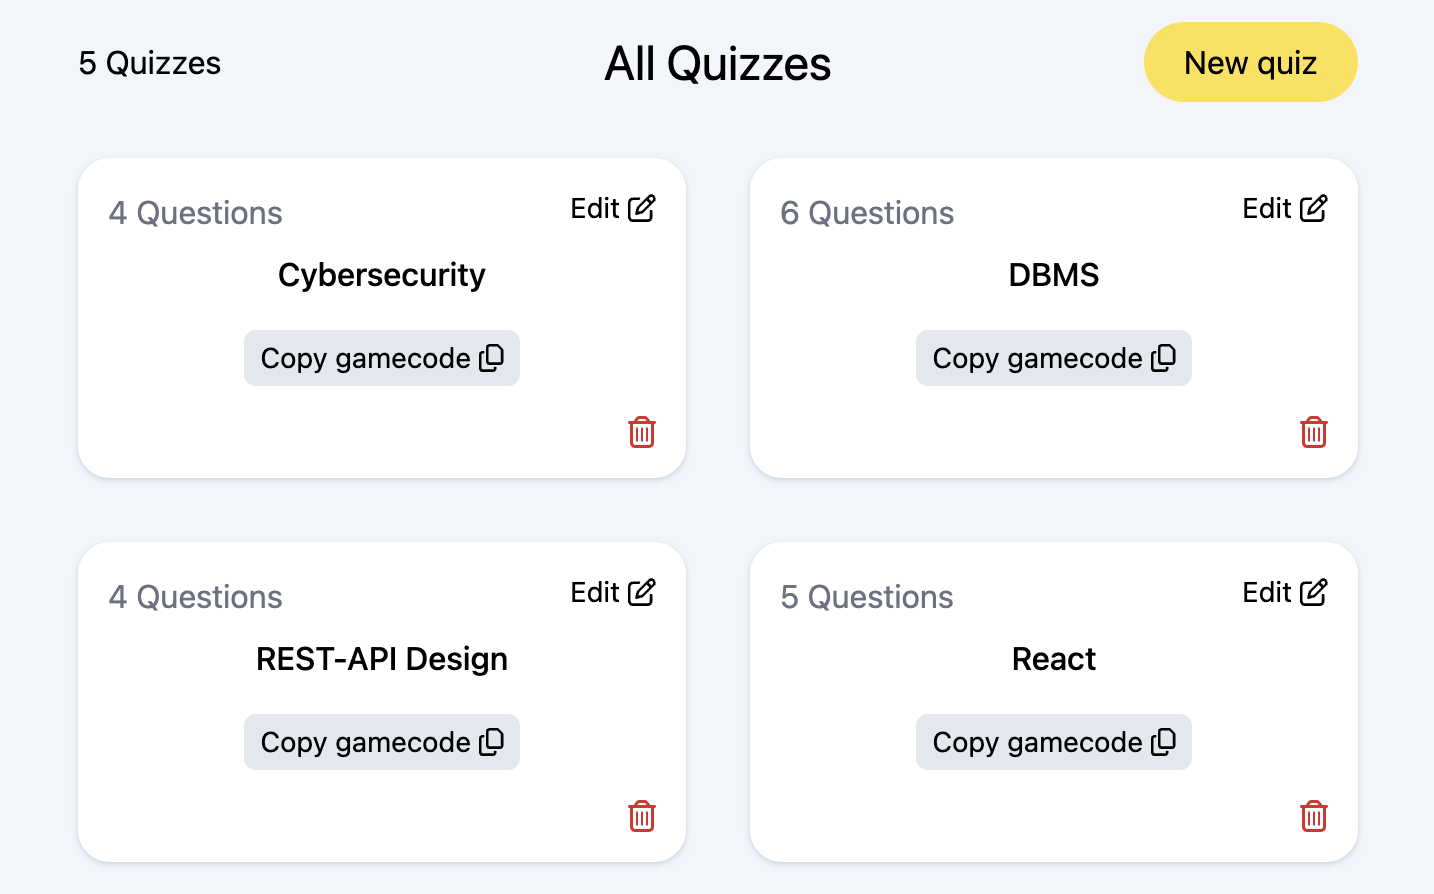 5 Quizzes
All Quizzes
New quiz
4 Questions
Edit
Cybersecurity
Copy gamecode
6 Questions
Edit
DBMS
Copy gamecode
4 Questions
Edit
REST-API Design
Copy gamecode
5 Questions
Edit
React
Copy gamecode